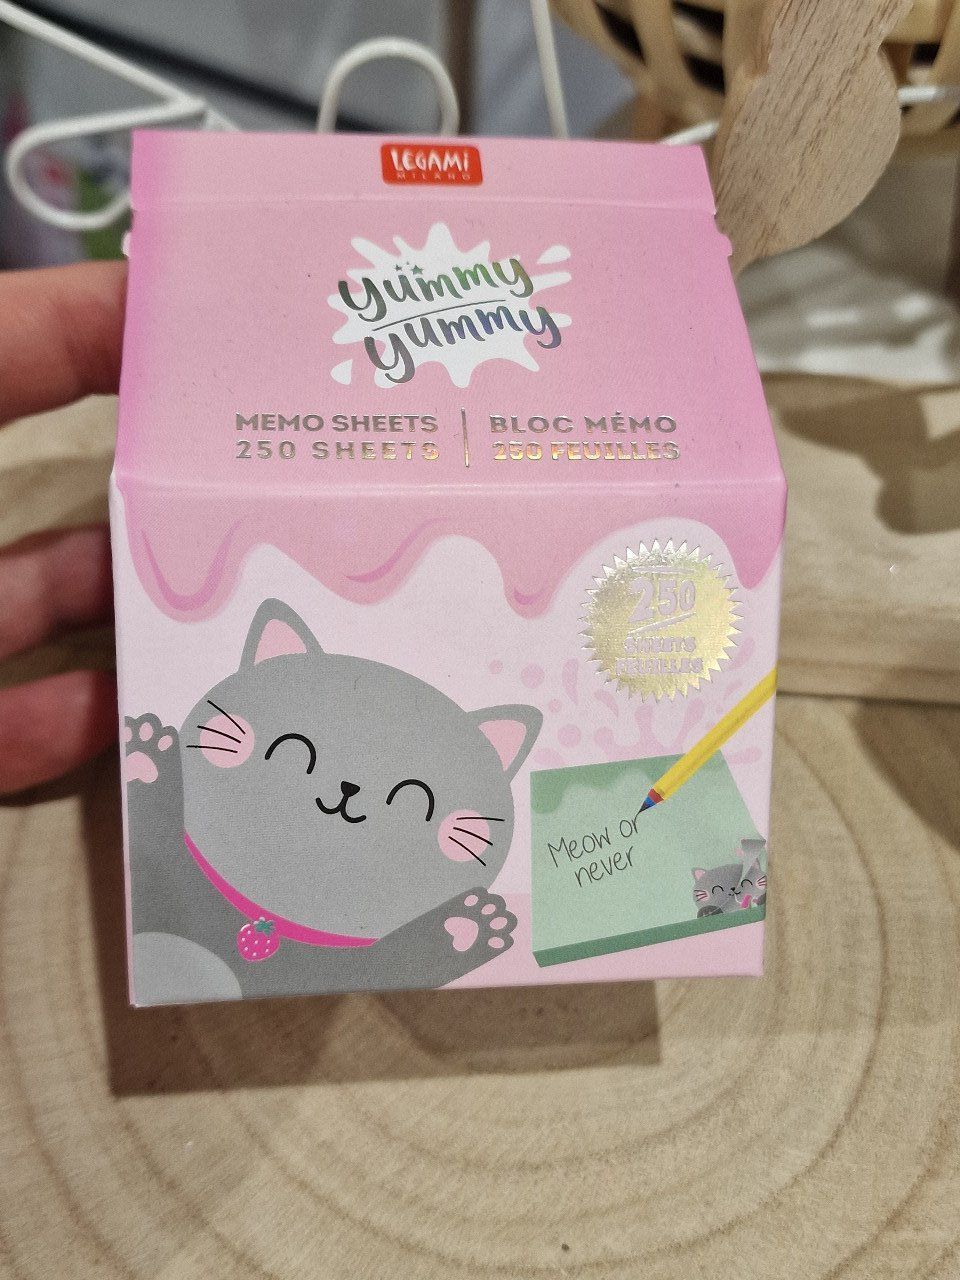 LEGAMI
MILANO
yummy
yummy
MEMO SHEETS
250 SHEETS
BLOC MÉMO
250 FEUILLES
250
SHEETS
FEUILLES
Meow or
never